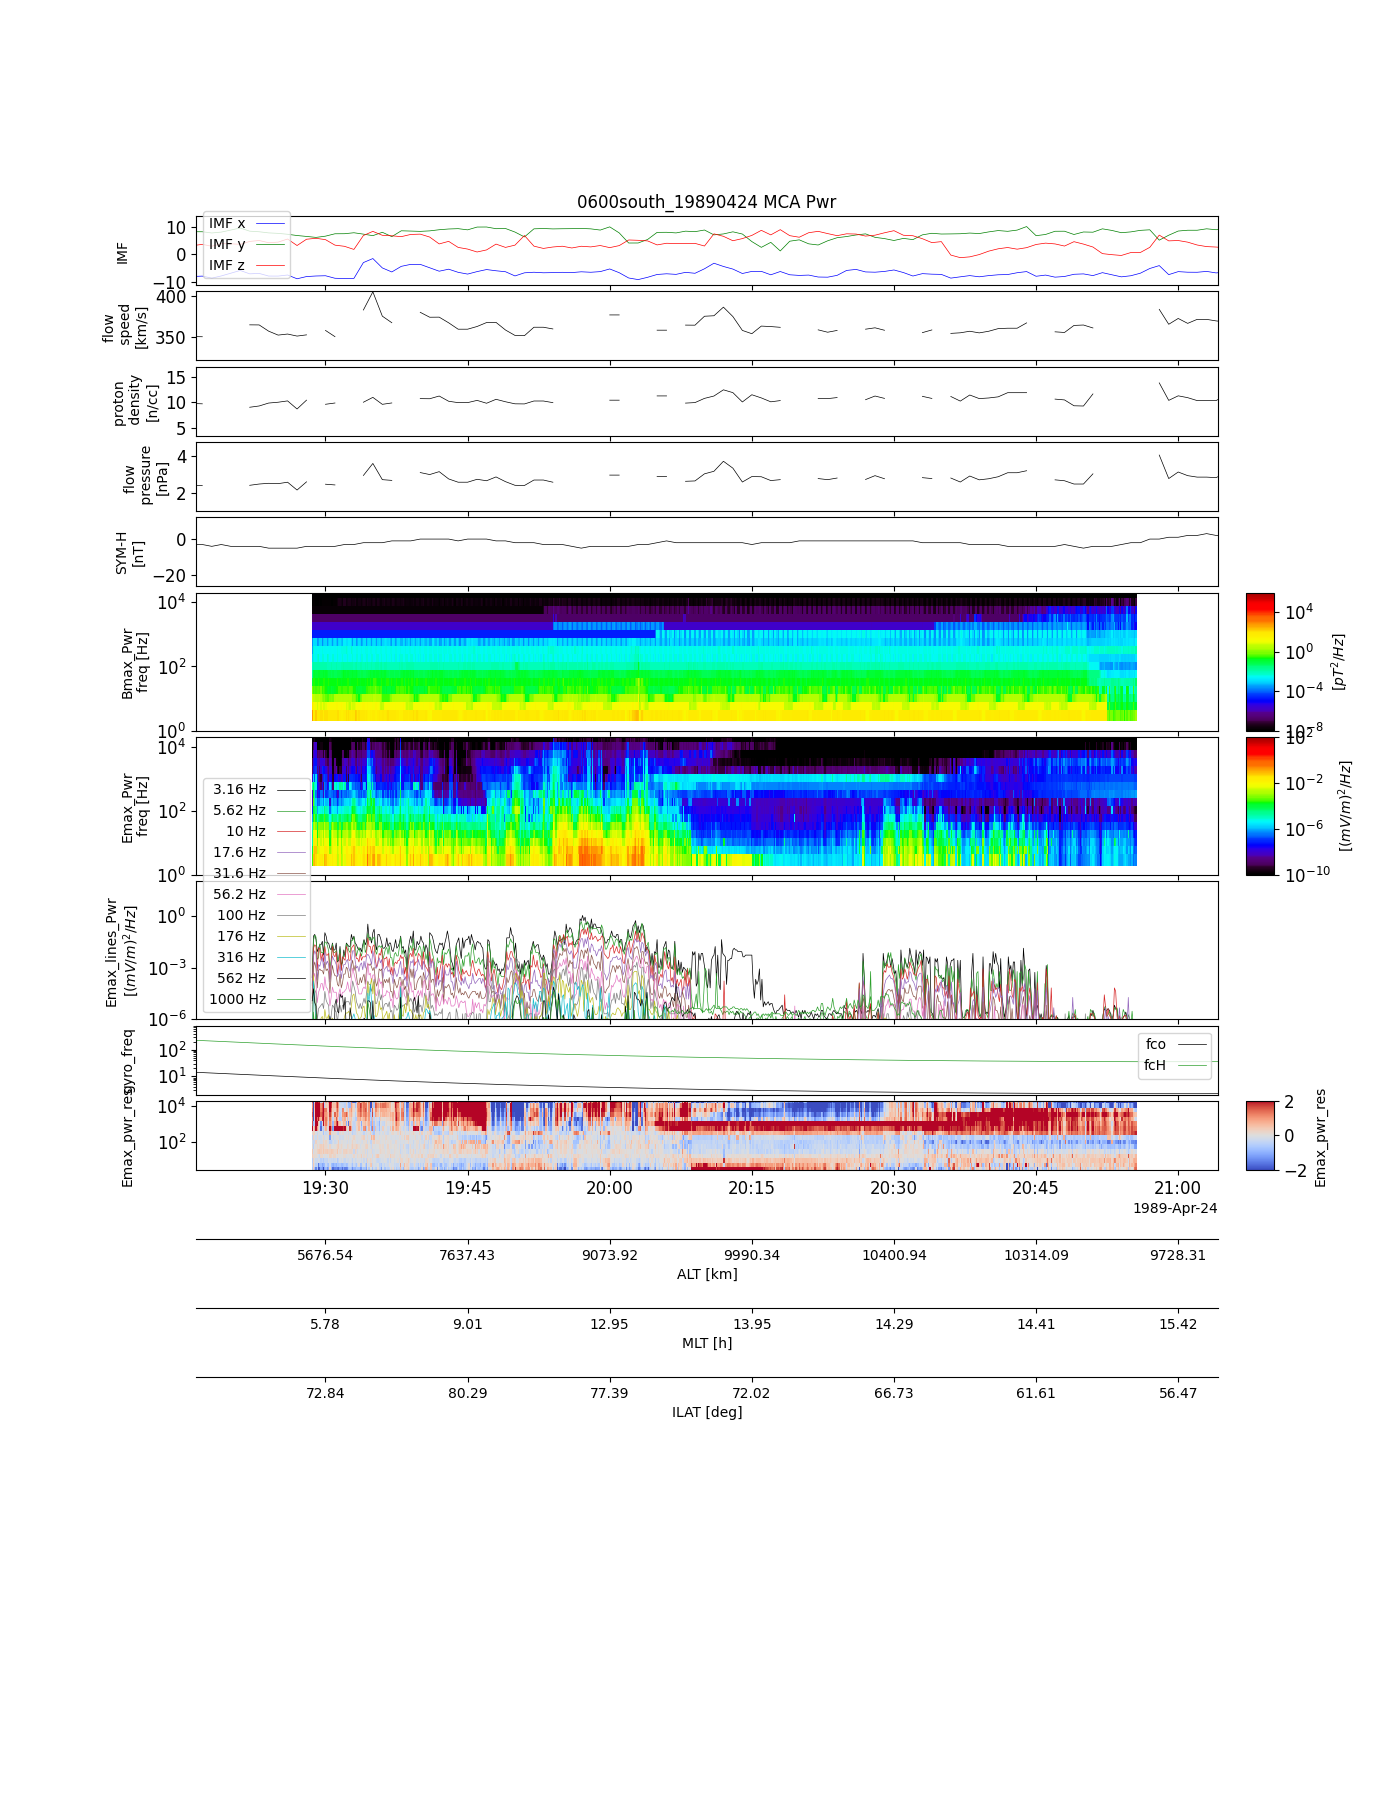 0600south_19890424 MCA Pwr
IMF
10
0
−10
IMF x
IMF y
IMF z
flow
speed
[km/s]
400
350
proton
density
[n/cc]
15
10
5
flow
pressure
[nPa]
4
2
SYM-H
[nT]
0
−20
Bmax_Pwr
freq [Hz]
10^4
10^2
10^0
10^4
10^0
10^−4
10^−8
[pT^2/Hz]
Emax_Pwr
freq [Hz]
10^4
10^2
10^0
10^2
10^−2
10^−6
10^−10
[(mV/m)^2/Hz]
3.16 Hz
5.62 Hz
10 Hz
17.6 Hz
31.6 Hz
56.2 Hz
100 Hz
176 Hz
316 Hz
562 Hz
1000 Hz
Emax_lines_Pwr
[(mV/m)^2/Hz]
10^0
10^−3
10^−6
gyro_freq
10^2
10^1
fco
fcH
Emax_pwr_res
10^4
10^2
2
0
−2
Emax_pwr_res
19:30 19:45 20:00 20:15 20:30 20:45 21:00
1989-Apr-24
5676.54 7637.43 9073.92 9990.34 10400.94 10314.09 9728.31
ALT [km]
5.78 9.01 12.95 13.95 14.29 14.41 15.42
MLT [h]
72.84 80.29 77.39 72.02 66.73 61.61 56.47
ILAT [deg]